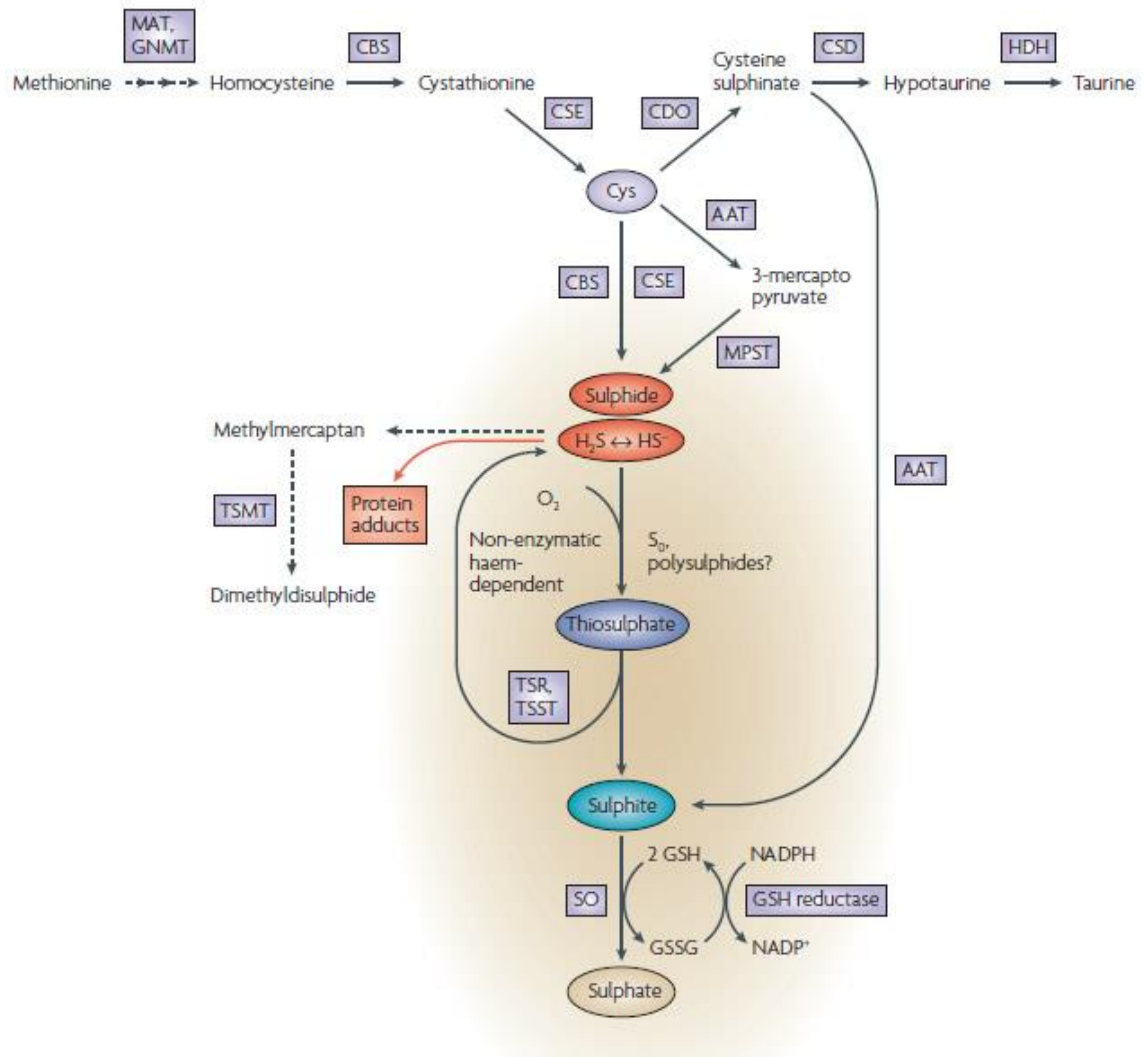 MAT,
GNMT
CBS
Methionine
Homocysteine
Cystathionine
CSE
CDO
Cysteine
sulphinate
CSD
Hypotaurine
HDH
Taurine
Cys
AAT
CBS
CSE
3-mercapto
pyruvate
MPST
Sulphide
H₂S ↔ HS⁻
Methylmercaptan
TSMT
Protein
adducts
Dimethyldisulphide
O₂
Non-enzymatic
haem-
dependent
S₀,
polysulphides?
AAT
Thiosulphate
TSR,
TSST
Sulphite
2 GSH
NADPH
SO
GSH reductase
GSSG
NADP⁺
Sulphate